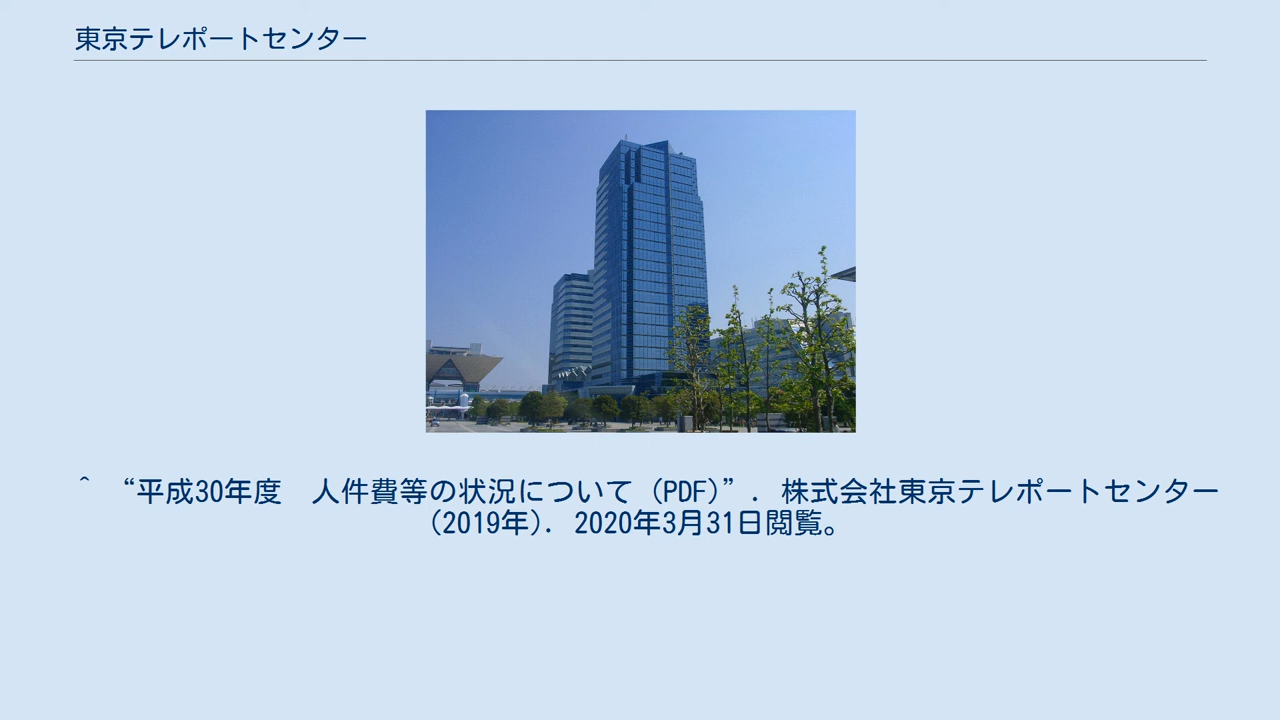 東京テレポートセンター
^ “平成30年度　人件費等の状況について (PDF)”. 株式会社東京テレポートセンター
(2019年). 2020年3月31日閲覧。